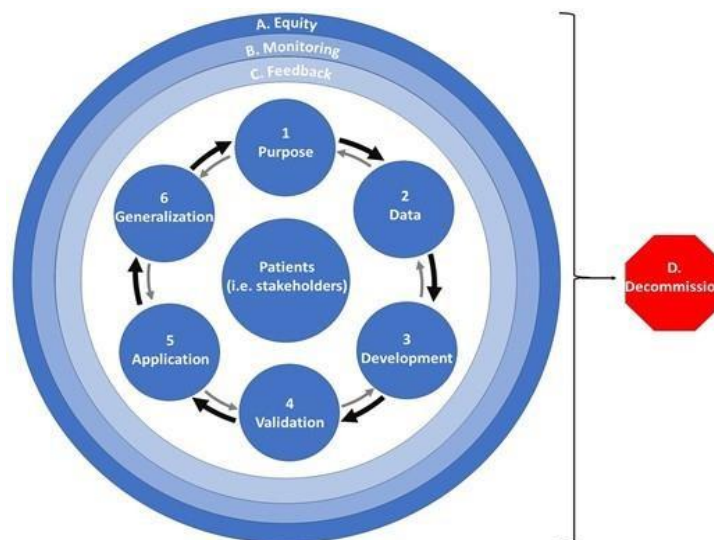 A. Equity
B. Monitoring
C. Feedback
1
Purpose
2
Data
3
Development
4
Validation
5
Application
6
Generalization
Patients
(i.e. stakeholders)
D.
Decommission